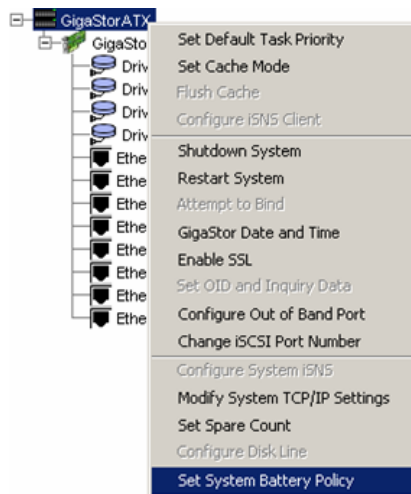 GigaStorATX
GigaSto
Driv
Driv
Driv
Driv
Ethe
Ethe
Ethe
Ethe
Ethe
Ethe
Ethe
Ethe
Set Default Task Priority
Set Cache Mode
Flush Cache
Configure iSNS Client
Shutdown System
Restart System
Attempt to Bind
GigaStor Date and Time
Enable SSL
Set OID and Inquiry Data
Configure Out of Band Port
Change iSCSI Port Number
Configure System iSNS
Modify System TCP/IP Settings
Set Spare Count
Configure Disk Line
Set System Battery Policy